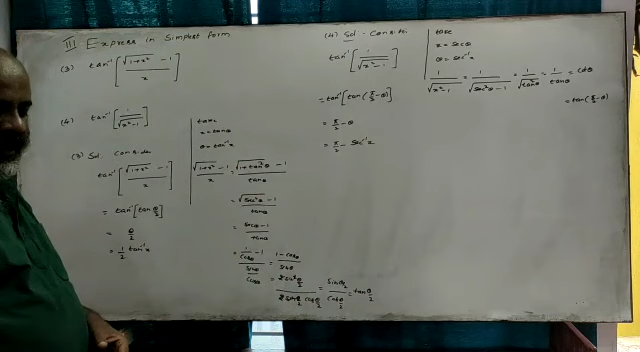 III Express in Simplest form
(3) tan⁻¹[(√(1+x²) -1)/x]
(4) tan⁻¹[1/√(x²-1)]
(3) Sol Consider
tan⁻¹[(√(1+x²) -1)/x]
= tan⁻¹[tan θ/2]
= θ/2
= 1/2 tan⁻¹x
take
x = tanθ
θ = tan⁻¹x
(√(1+x²) -1)/x = (√(1+tan²θ) -1)/tanθ
= (√(sec²θ) -1)/tanθ
= (secθ -1)/tanθ
= (1/cosθ -1)/(sinθ/cosθ) = (1-cosθ)/sinθ
= 2sin²θ/2 / 2sinθ/2 cosθ/2 = sinθ/2 / cosθ/2 = tan θ/2
(4) Sol - Consider
tan⁻¹[1/√(x²-1)]
= tan⁻¹[tan(π/2-θ)]
= π/2 - θ
= π/2 - sec⁻¹x
take
x = secθ
θ = sec⁻¹x
1/√(x²-1) = 1/√(sec²θ-1) = 1/√(tan²θ) = 1/tanθ = cotθ
= tan(π/2-θ)